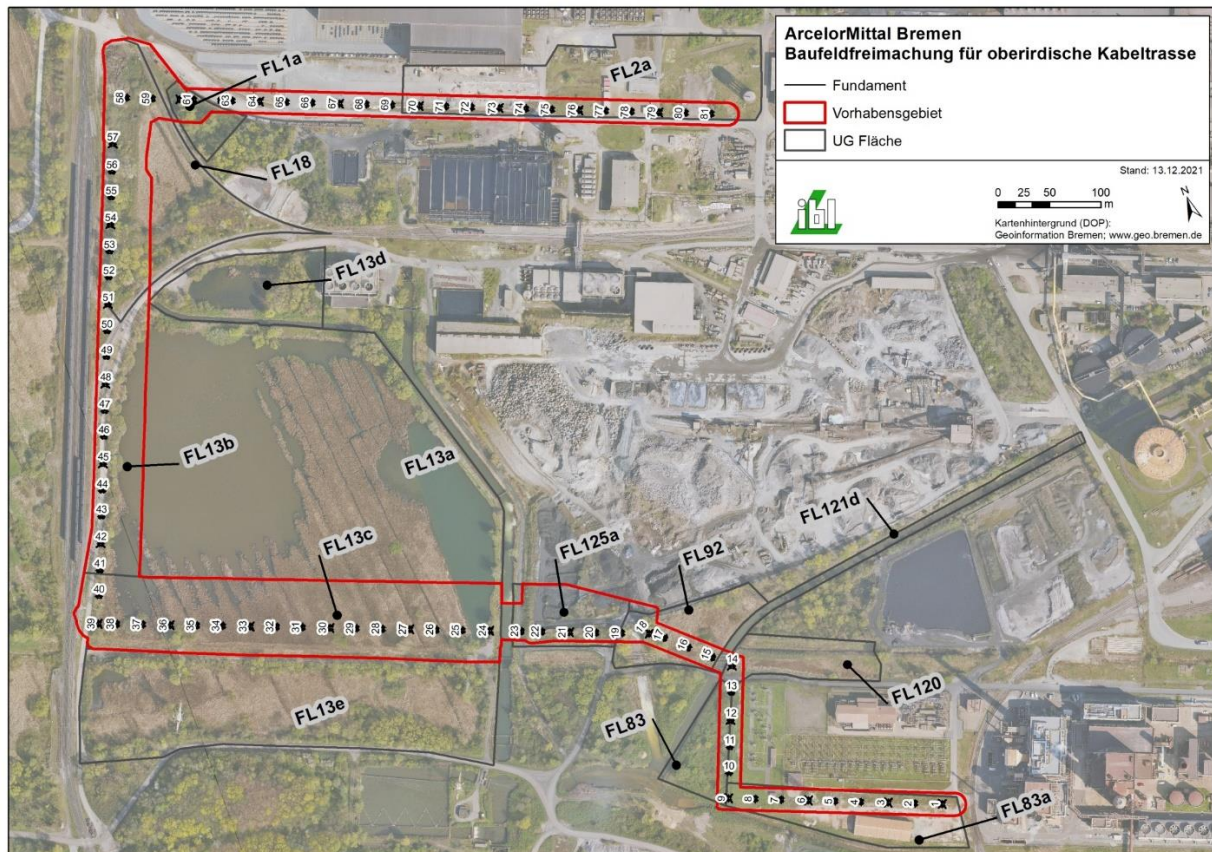 ArcelorMittal Bremen
Baufeldfreimachung für oberirdische Kabeltrasse
Fundament
Vorhabensgebiet
UG Fläche
Stand: 13.12.2021
0 25 50 100
m
N
ibl
Kartenhintergrund (DOP):
Geoinformation Bremen; www.geo.bremen.de
FL1a
FL2a
58 59 61 63 64 65 66 67 68 69 70 71 72 73 74 75 76 77 78 79 80 81
57
FL18
56
55
54
53
FL13d
52
51
50
49
48
47
46
FL13b
FL13a
45
44
43
42
41
40
FL121d
FL13c
FL125a
FL92
39 38 37 36 35 34 33 32 31 30 29 28 27 26 25 24 23 22 21 20 19 18 17 16 15 14
FL120
13
12
11
10
FL13e
FL83
9 8 7 6 5 4 3 2 1
FL83a